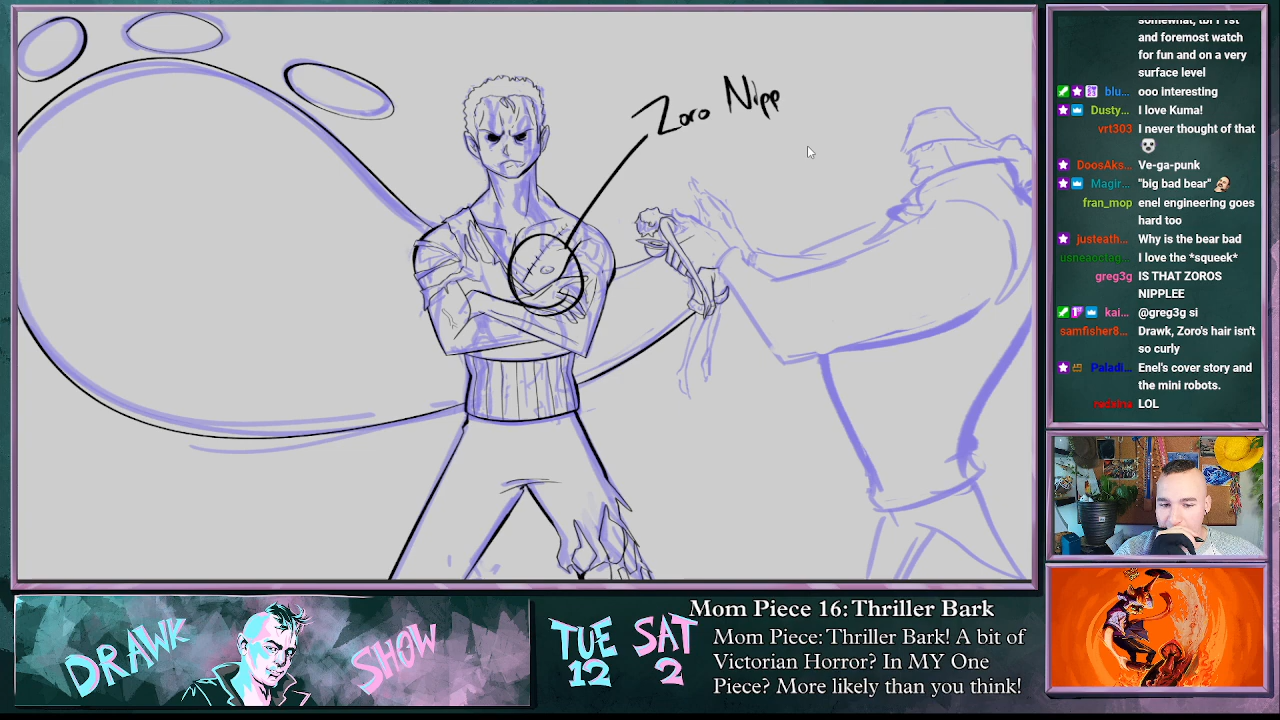 Zoro Nipp
somewhat, tbh I 1st
and foremost watch
for fun and on a very
surface level
blu... ooo interesting
Dusty... I love Kuma!
vrt303 I never thought of that
DoosAks... Ve-ga-punk
Magir... "big bad bear"
fran_mop enel engineering goes
hard too
justeath... Why is the bear bad
usneaoctag... I love the *squeek*
greg3g IS THAT ZOROS
NIPPLEE
kai... @greg3g si
samfisher8... Drawk, Zoro's hair isn't
so curly
Paladi... Enel's cover story and
the mini robots.
LOL
DRAWK
SHOW
TUE SAT
12 2
Mom Piece 16: Thriller Bark
Mom Piece: Thriller Bark! A bit of
Victorian Horror? In MY One
Piece? More likely than you think!